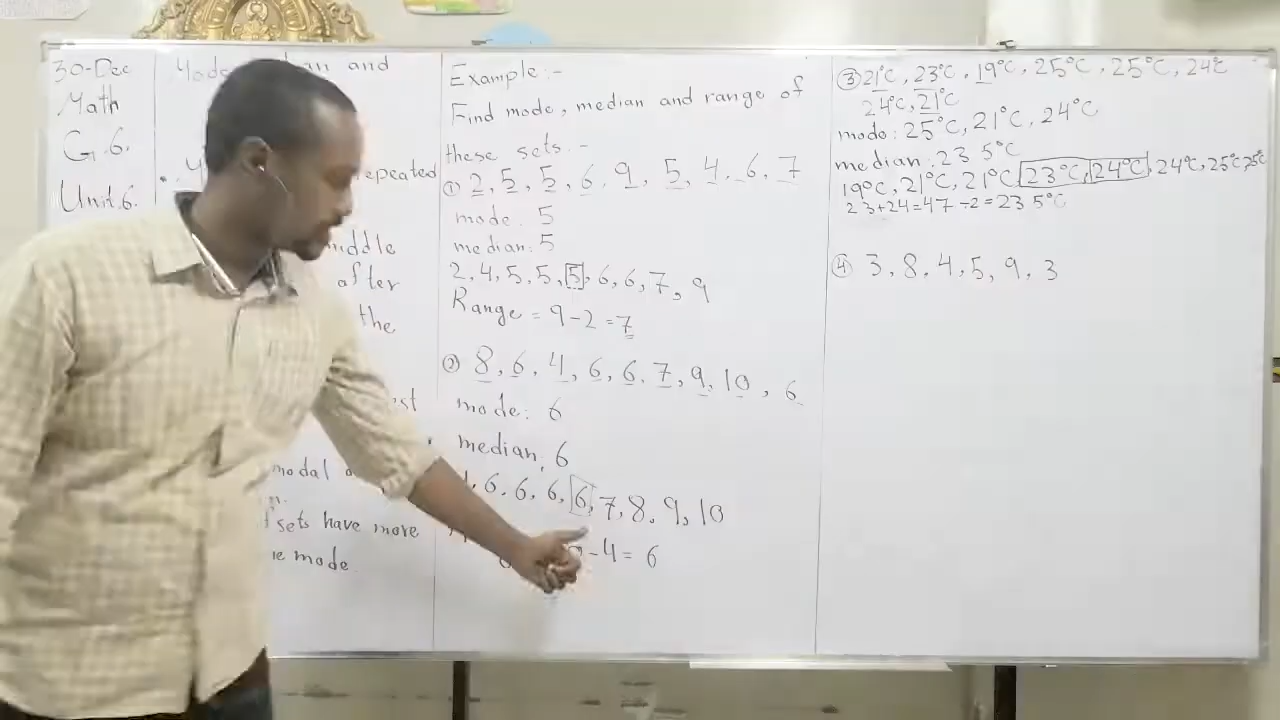 30-Dec
Math
G.6.
Unit.6.
and
repeated
middle
after
the
modal
sets have more
mode.
Example:-
Find mode, median and range of
these sets.-
① 2, 5, 5, 6, 9, 5, 4, 6, 7
mode: 5
median: 5
2, 4, 5, 5, 5, 6, 6, 7, 9
Range = 9-2 = 7
② 8, 6, 4, 6, 6, 7, 9, 10, 6
mode: 6
median, 6
6, 6, 6, 6, 7, 8, 9, 10
-4 = 6
③ 21°C, 23°C, 19°C, 25°C, 25°C, 24°C
24°C, 21°C
mode: 25°C, 21°C, 24°C
median: 23 5°C
19°C, 21°C, 21°C, 23°C, 24°C, 24°C, 25°C, 25°C
23+24=47 ÷2=23 5°C
④ 3, 8, 4, 5, 9, 3